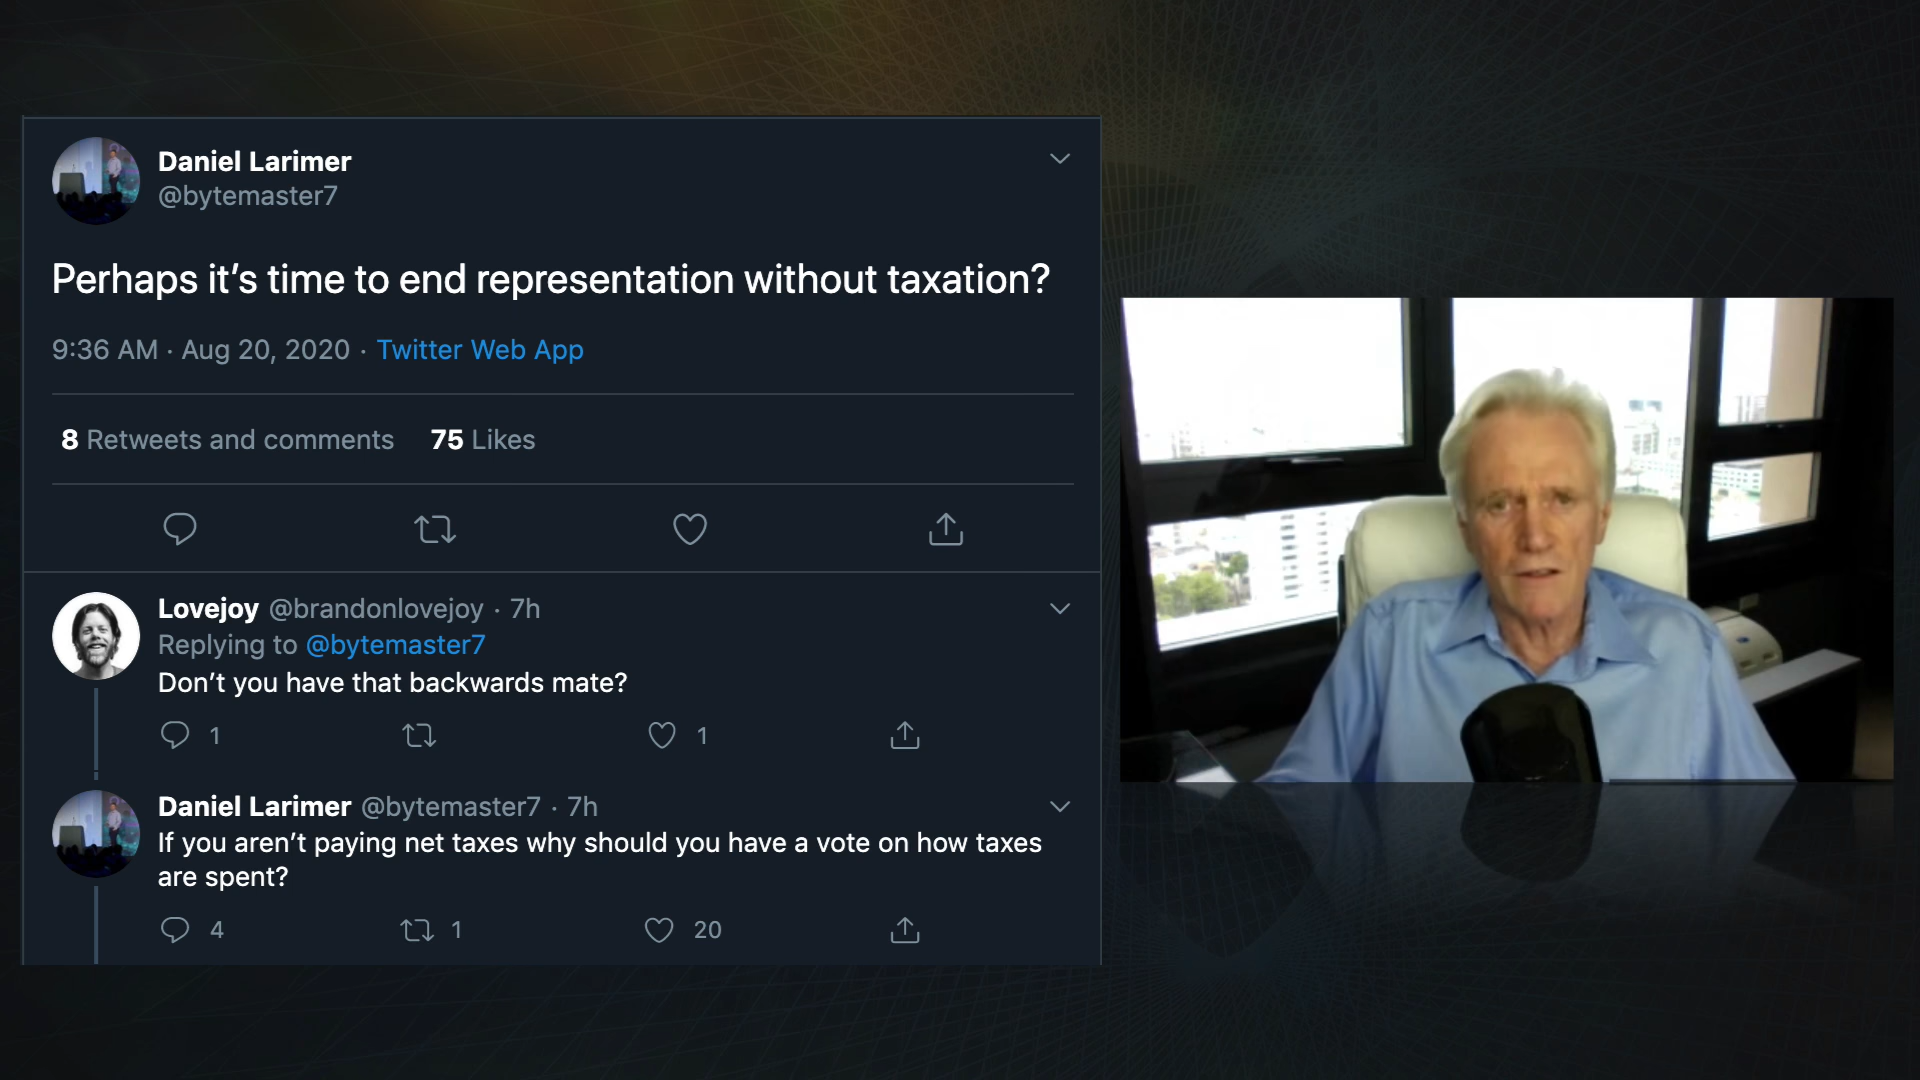 Daniel Larimer
@bytemaster7
Perhaps it’s time to end representation without taxation?
9:36 AM · Aug 20, 2020 · Twitter Web App
8 Retweets and comments 75 Likes
Lovejoy @brandonlovejoy · 7h
Replying to @bytemaster7
Don’t you have that backwards mate?
1 1
Daniel Larimer @bytemaster7 · 7h
If you aren’t paying net taxes why should you have a vote on how taxes
are spent?
4 1 20